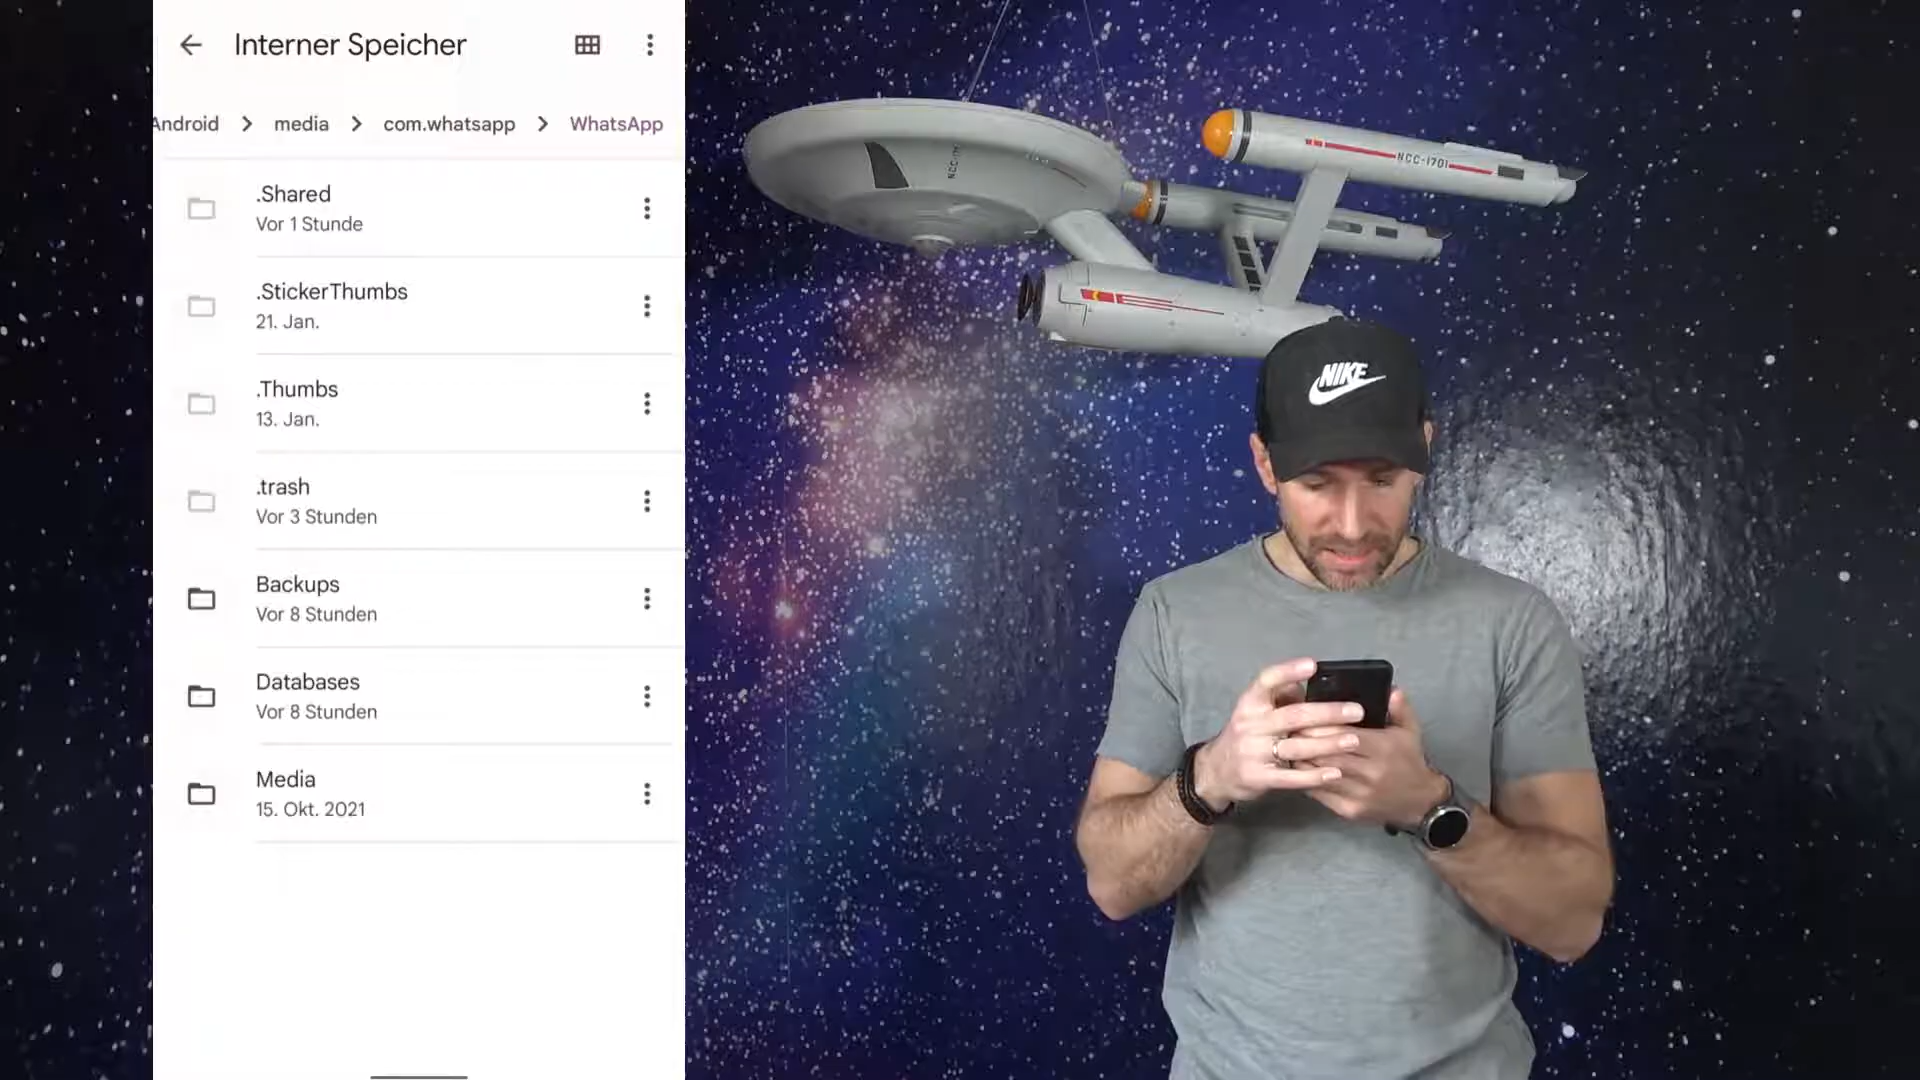 Interner Speicher
Android > media > com.whatsapp > WhatsApp
.Shared
Vor 1 Stunde
.StickerThumbs
21. Jan.
.Thumbs
13. Jan.
.trash
Vor 3 Stunden
Backups
Vor 8 Stunden
Databases
Vor 8 Stunden
Media
15. Okt. 2021
NCC-1701
NIKE